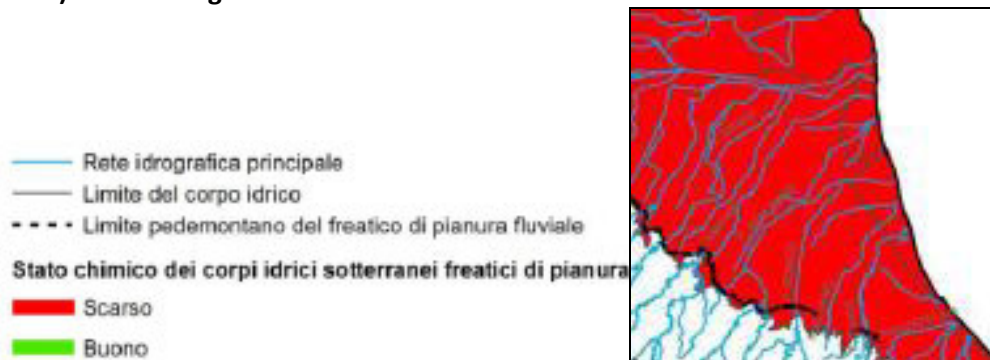 Rete idrografica principale
Limite del corpo idrico
Limite pedemontano del freatico di pianura fluviale
Stato chimico dei corpi idrici sotterranei freatici di pianura
Scarso
Buono